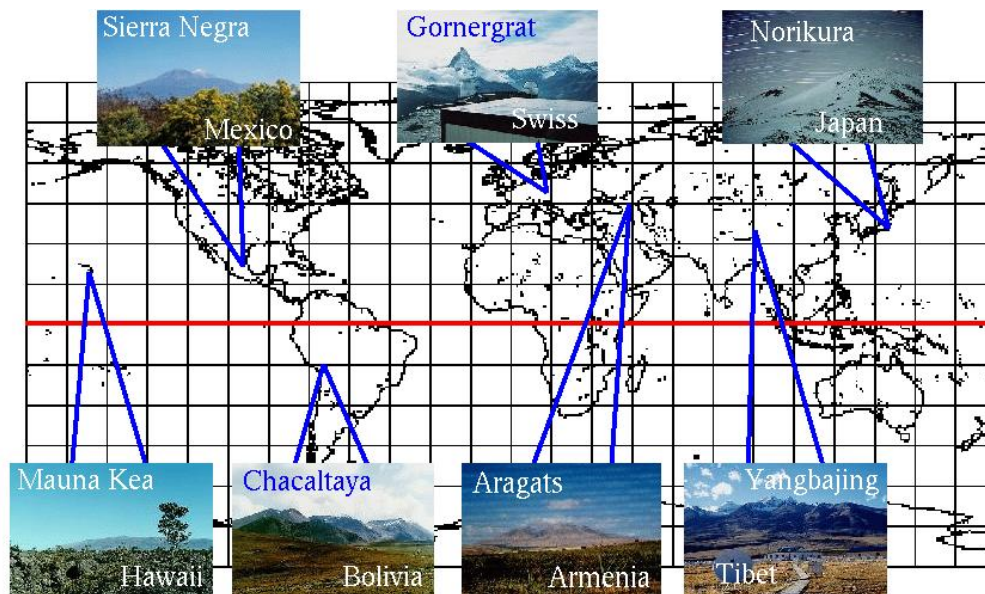 Sierra Negra
Mexico
Gornergrat
Swiss
Norikura
Japan
Mauna Kea
Hawaii
Chacaltaya
Bolivia
Aragats
Armenia
Yangbajing
Tibet